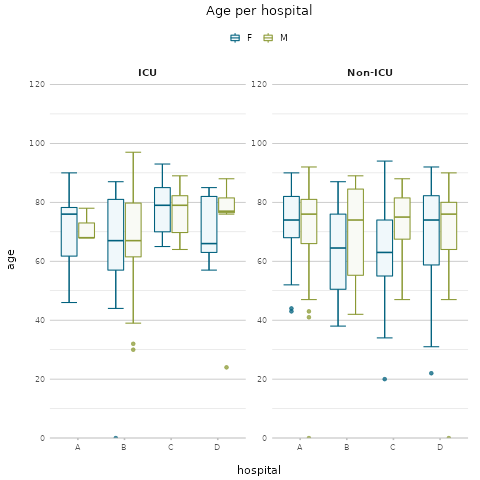 Age per hospital
F M
ICU Non-ICU
120 120
100 100
80 80
60 60
40 40
20 20
0 0
A B C D A B C D
age
hospital